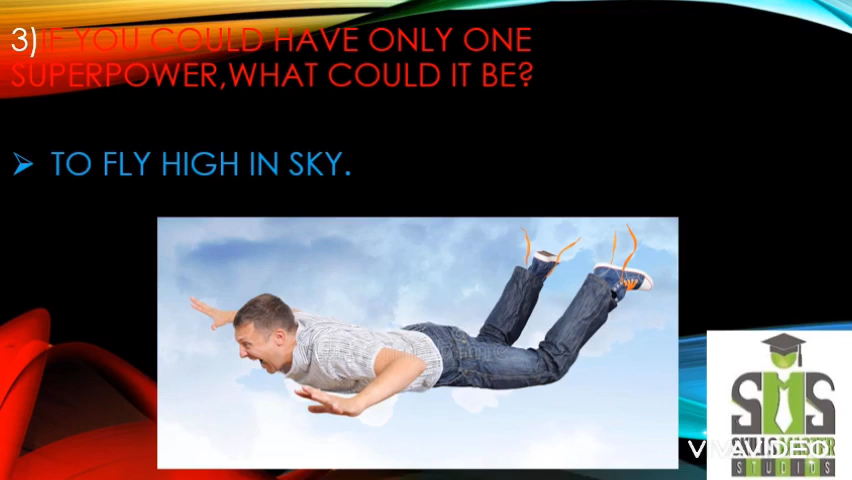 3)IF YOU COULD HAVE ONLY ONE
SUPERPOWER,WHAT COULD IT BE?
➢ TO FLY HIGH IN SKY.
SMS
VIVAVIDEO
STUDIOS